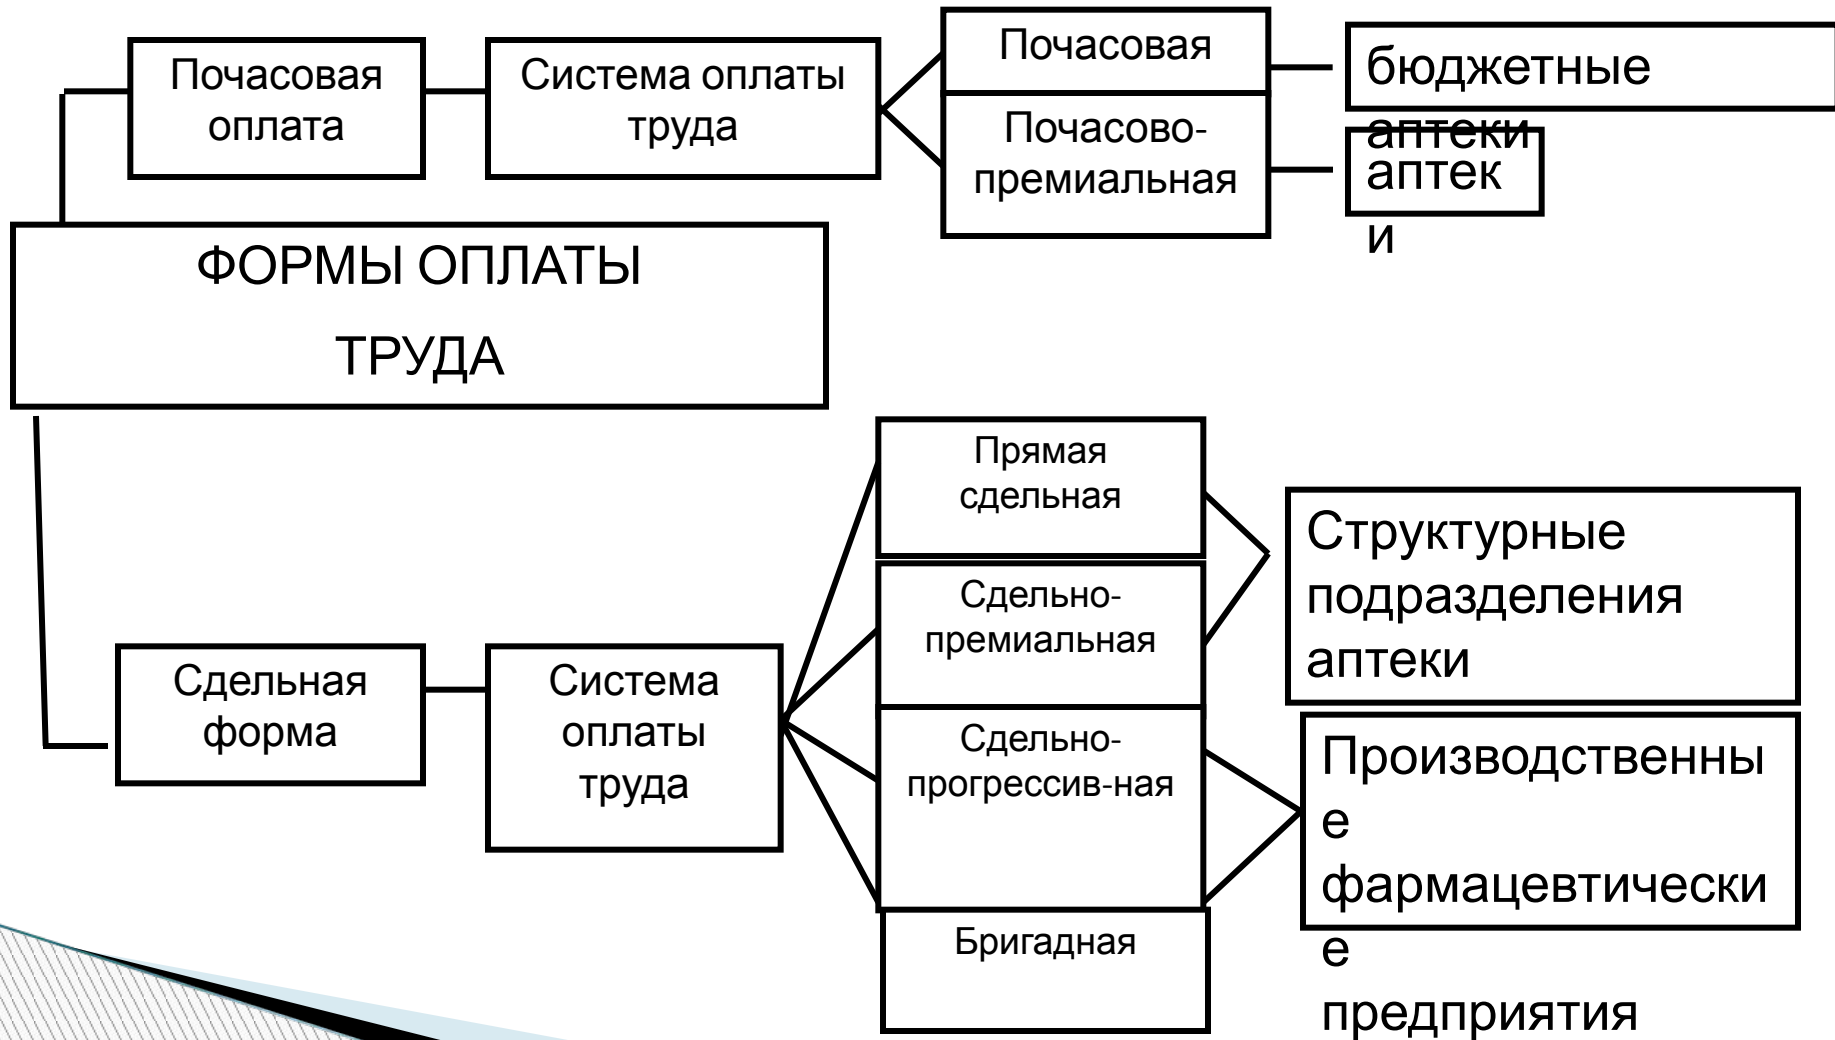 Почасовая
оплата
Система оплаты
труда
Почасовая
Почасово-
премиальная
бюджетные
аптеки
аптек
и
ФОРМЫ ОПЛАТЫ
ТРУДА
Сдельная
форма
Система
оплаты
труда
Прямая
сдельная
Сдельно-
премиальная
Сдельно-
прогрессив-ная
Бригадная
Структурные
подразделения
аптеки
Производственны
е
фармацевтически
е
предприятия